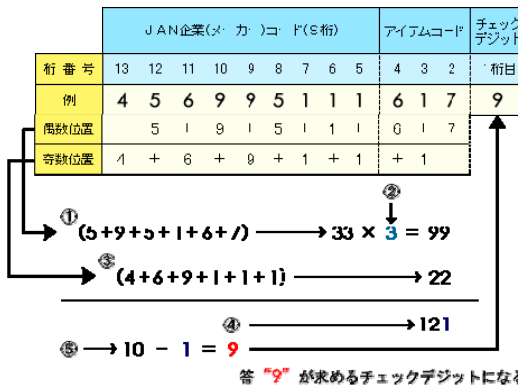 JAN企業(メーカー)コード(9桁) アイテムコード チェックデジット
桁番号 13 12 11 10 9 8 7 6 5 4 3 2 1桁目
例 4 5 6 9 9 5 1 1 1 6 1 7 9
偶数位置 5 + 9 + 5 + 1 + 6 + 7
奇数位置 4 + 6 + 9 + 1 + 1 + 1
②
① (5+9+5+1+6+7) 33 × 3 = 99
③ (4+6+9+1+1+1) 22
④ 121
⑤ 10 - 1 = 9
答 "9" が求めるチェックデジットになる